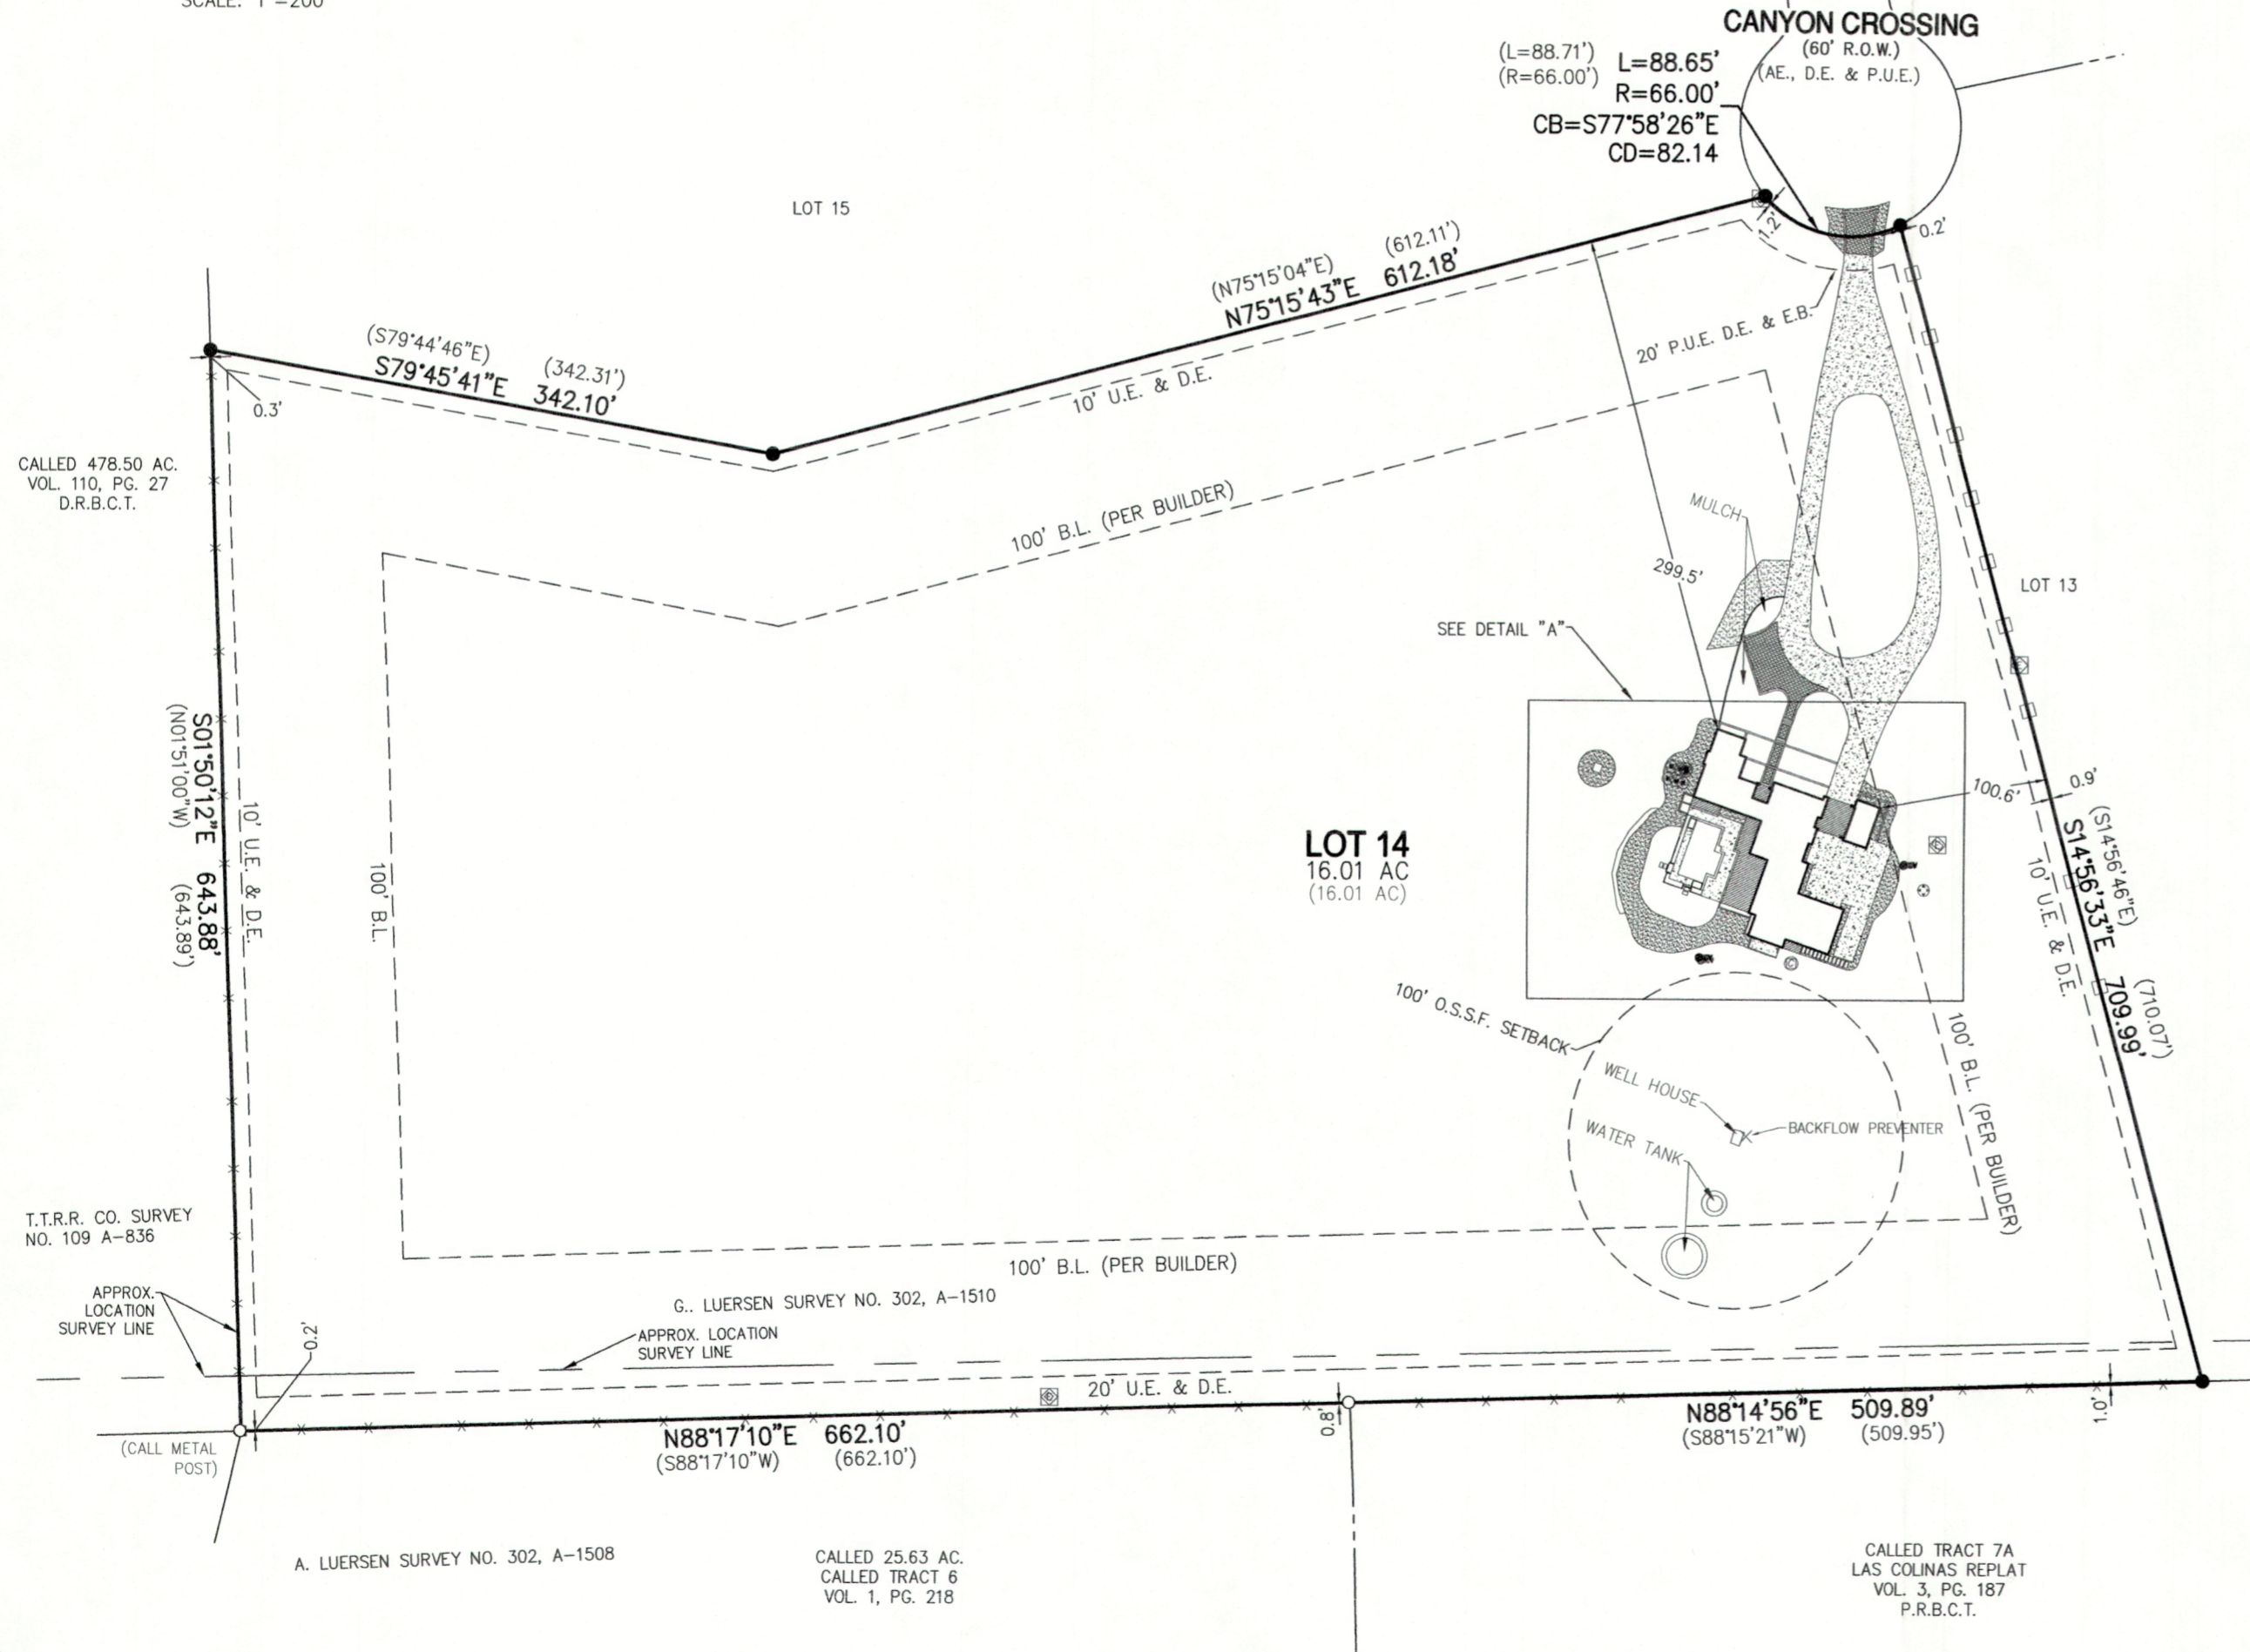 SCALE: 1"=200'
CANYON CROSSING
(60' R.O.W.)
(AE., D.E. & P.U.E.)
(L=88.71') L=88.65'
(R=66.00') R=66.00'
CB=S77°58'26"E
CD=82.14
LOT 15
1.2'
0.2'
(N75°15'04"E) (612.11')
N75°15'43"E 612.18'
(S79°44'46"E) (342.31')
S79°45'41"E 342.10'
20' P.U.E. D.E. & E.B.
10' U.E. & D.E.
0.3'
CALLED 478.50 AC.
VOL. 110, PG. 27
D.R.B.C.T.
100' B.L. (PER BUILDER)
MULCH
299.5'
LOT 13
SEE DETAIL "A"
S01°50'12"E 643.88'
(N01°51'00"W) (643.89')
10' U.E. & D.E.
100' B.L.
LOT 14
16.01 AC
(16.01 AC)
100.6'
0.9'
(S14°56'46"E) (710.07')
S14°56'33"E 709.99'
10' U.E. & D.E.
100' O.S.S.F. SETBACK
WELL HOUSE
WATER TANK
BACKFLOW PREVENTER
100' B.L. (PER BUILDER)
T.T.R.R. CO. SURVEY
NO. 109 A-836
100' B.L. (PER BUILDER)
APPROX.
LOCATION
SURVEY LINE
G.. LUERSEN SURVEY NO. 302, A-1510
APPROX. LOCATION
SURVEY LINE
0.2'
20' U.E. & D.E.
(CALL METAL
POST)
N88°17'10"E 662.10'
(S88°17'10"W) (662.10')
0.8'
N88°14'56"E 509.89'
(S88°15'21"W) (509.95')
1.0'
A. LUERSEN SURVEY NO. 302, A-1508
CALLED 25.63 AC.
CALLED TRACT 6
VOL. 1, PG. 218
CALLED TRACT 7A
LAS COLINAS REPLAT
VOL. 3, PG. 187
P.R.B.C.T.